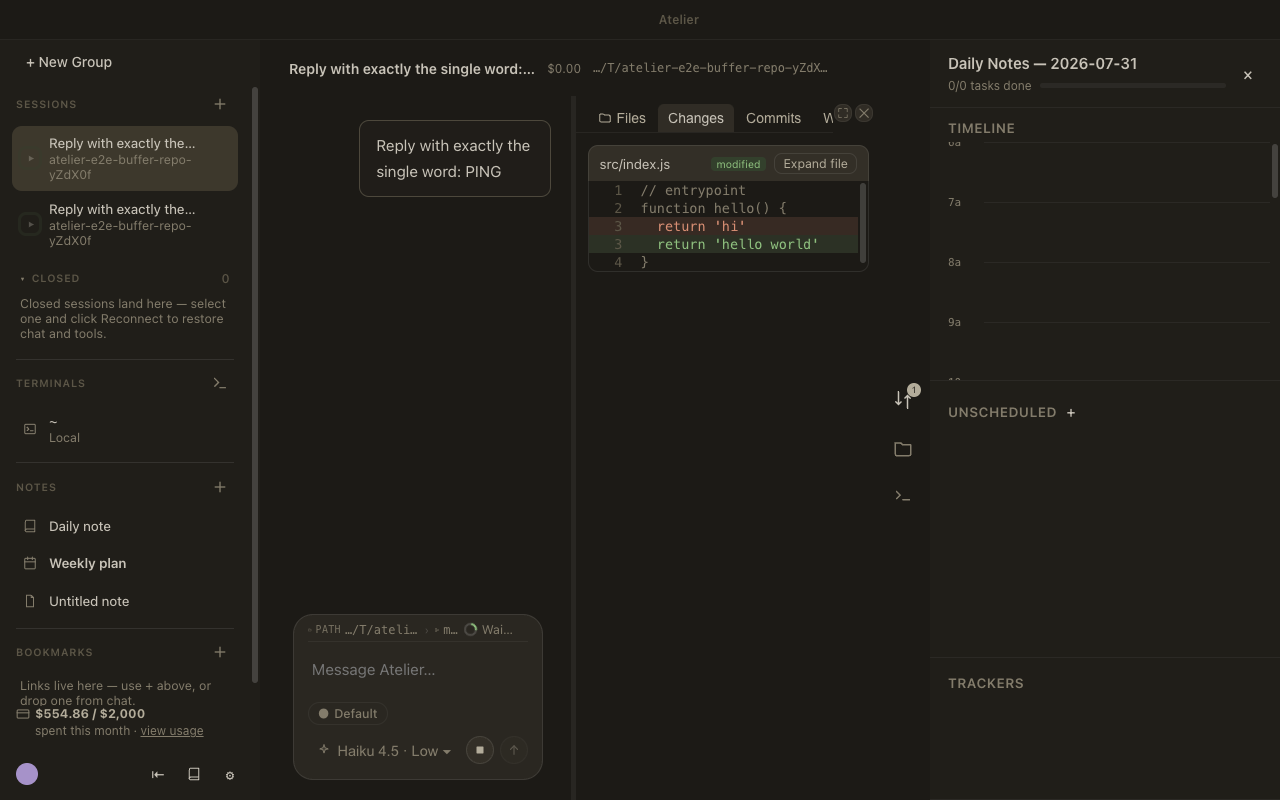 Atelier
+ New Group
SESSIONS
Reply with exactly the...
atelier-e2e-buffer-repo-
yZdX0f
Reply with exactly the...
atelier-e2e-buffer-repo-
yZdX0f
CLOSED 0
Closed sessions land here — select
one and click Reconnect to restore
chat and tools.
TERMINALS
~
Local
NOTES
Daily note
Weekly plan
Untitled note
BOOKMARKS
Links live here — use + above, or
drop one from chat.
$554.86 / $2,000
spent this month · view usage
Reply with exactly the single word:... $0.00 …/T/atelier-e2e-buffer-repo-yZdX…
Reply with exactly the
single word: PING
PATH …/T/ateli… › m… Wai...
Message Atelier...
Default
Haiku 4.5 · Low
Files Changes Commits
src/index.js modified Expand file
1 // entrypoint
2 function hello() {
3 return 'hi'
3 return 'hello world'
4 }
1
Daily Notes — 2026-07-31
0/0 tasks done
×
TIMELINE
6a
7a
8a
9a
UNSCHEDULED +
TRACKERS